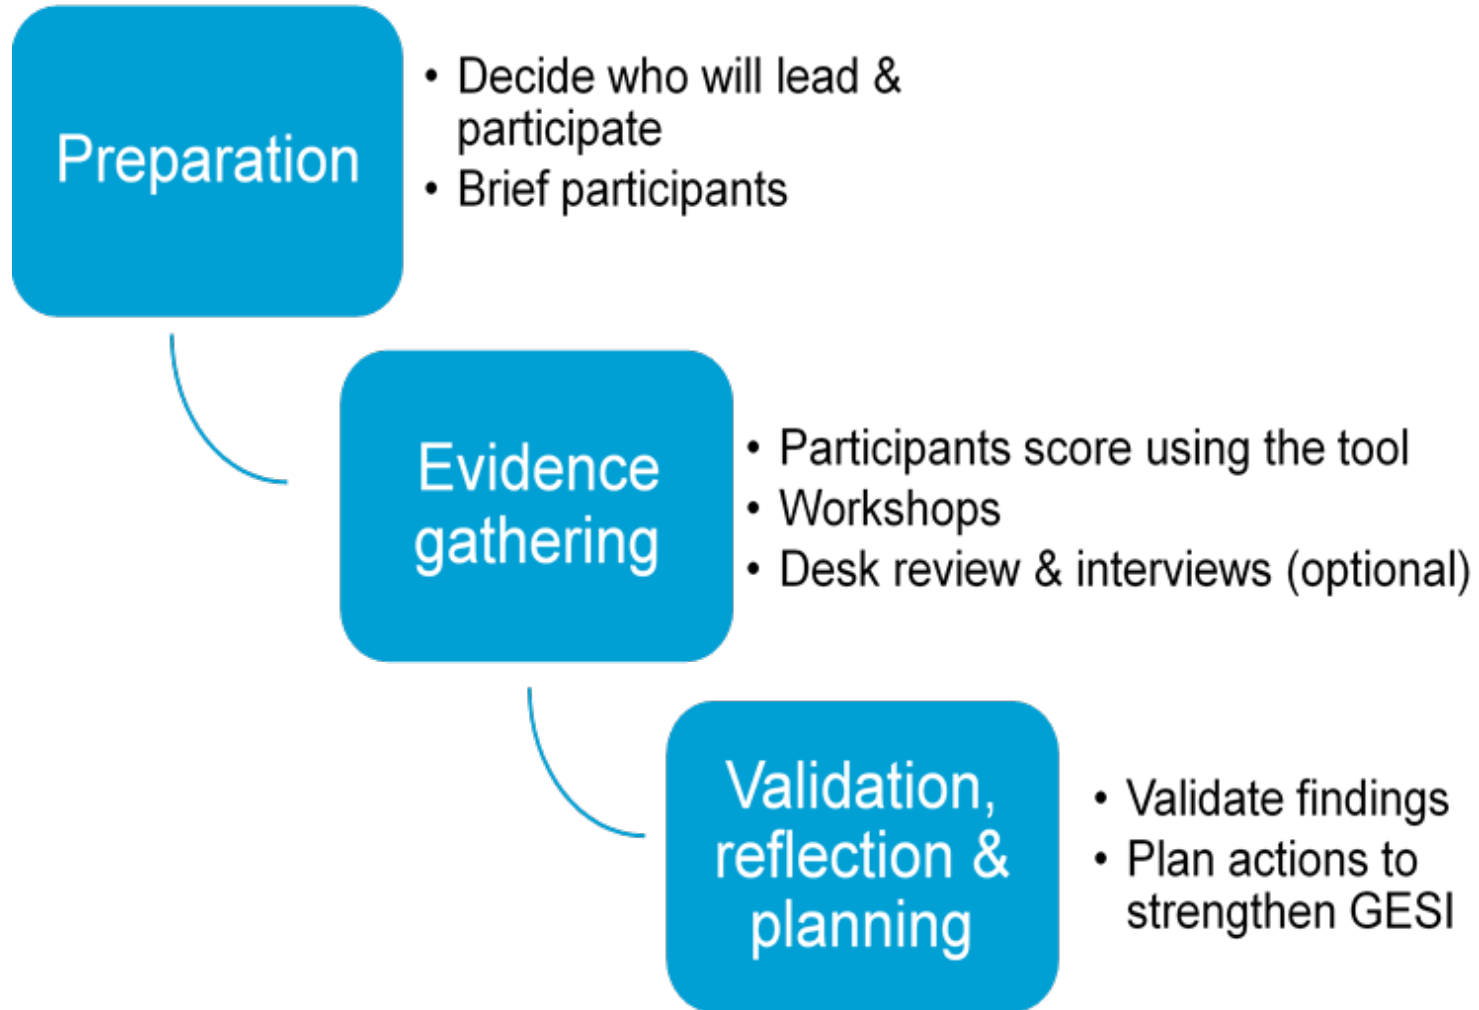 Preparation
• Decide who will lead &
participate
• Brief participants
Evidence
gathering
• Participants score using the tool
• Workshops
• Desk review & interviews (optional)
Validation,
reflection &
planning
• Validate findings
• Plan actions to
strengthen GESI